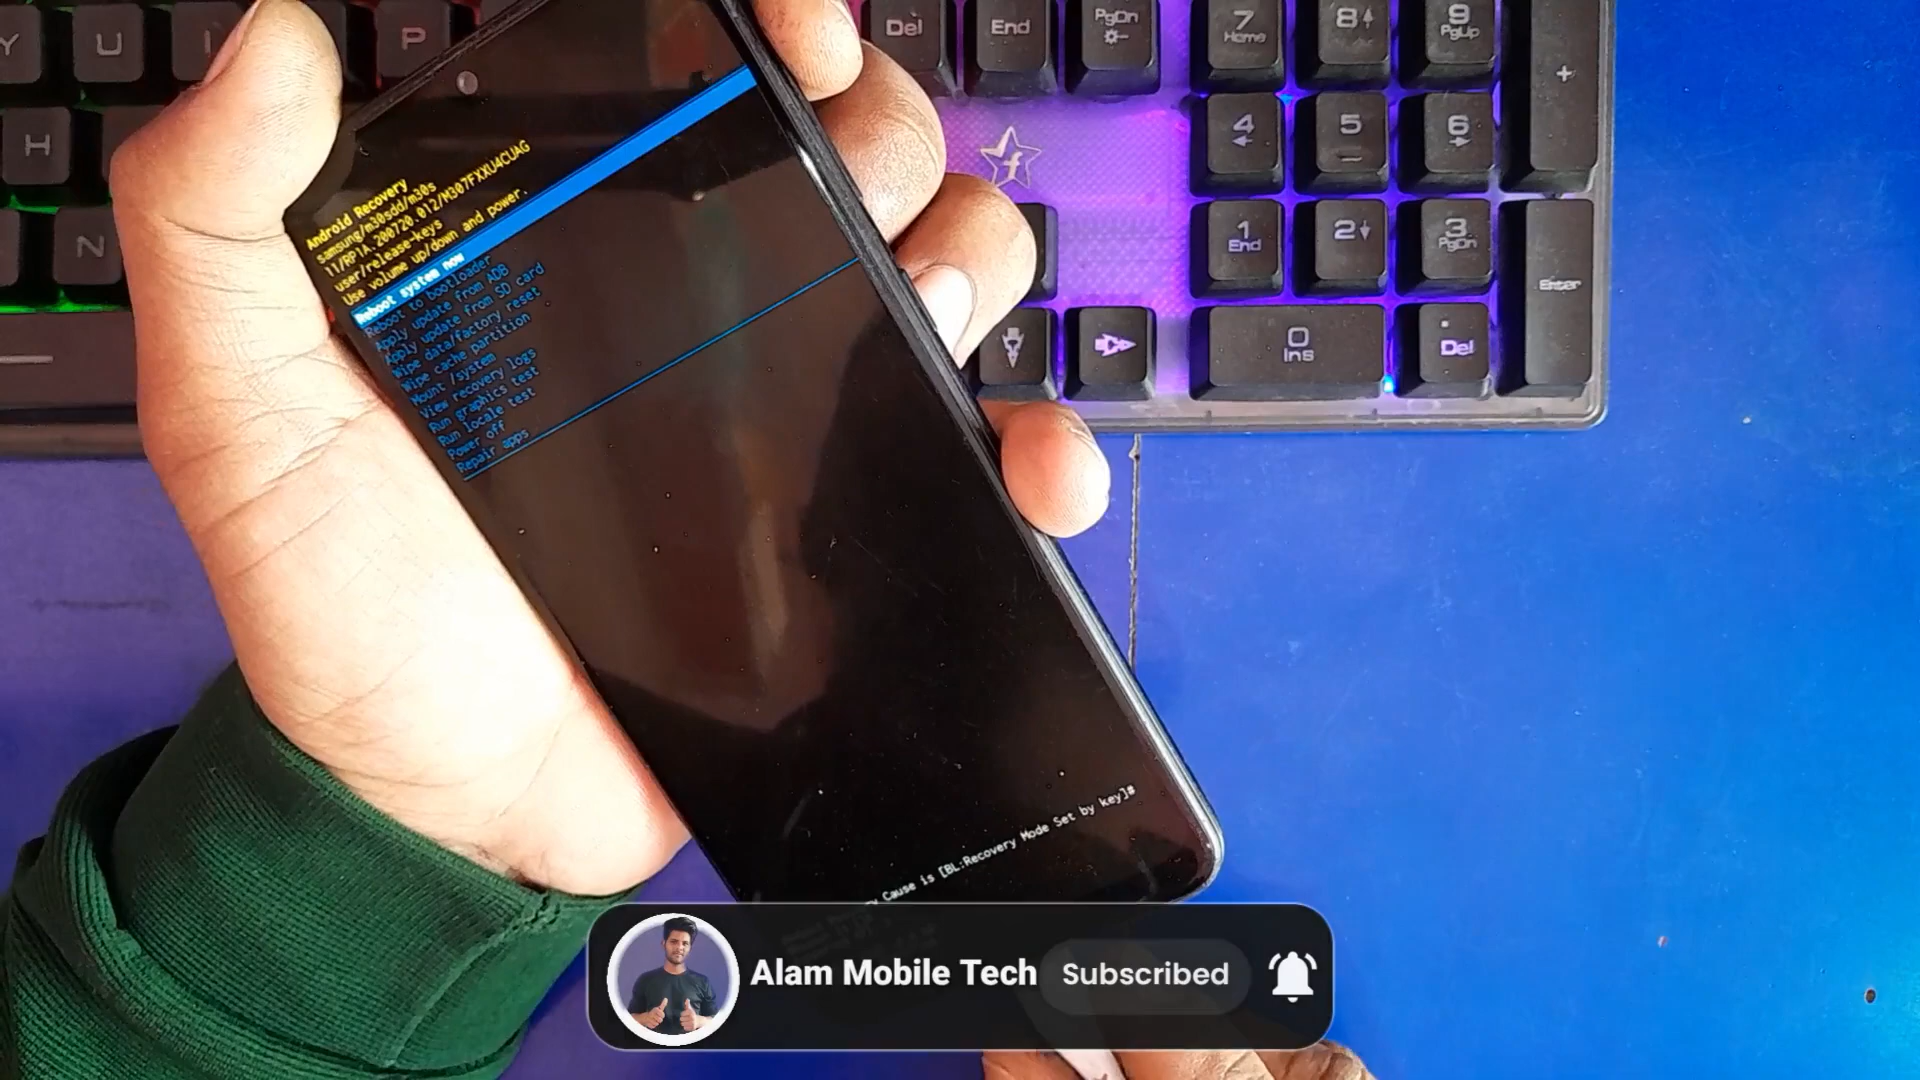 Y U I P
H
N
Del End PgDn
7 Home 8 9 PgUp
+
4 5 6
1 End 2 3 PgDn
Enter
0 Ins . Del
Android Recovery
samsung/m30sdd/m30s
11/RP1A.200720.012/M307FXXU4CUAG
user/release-keys
Use volume up/down and power.
Reboot system now
Reboot to bootloader
Apply update from ADB
Apply update from SD card
Wipe data/factory reset
Wipe cache partition
Mount /system
View recovery logs
Run graphics test
Run locale test
Power off
Repair apps
Cause is [BL:Recovery Mode Set by key]#
Alam Mobile Tech Subscribed